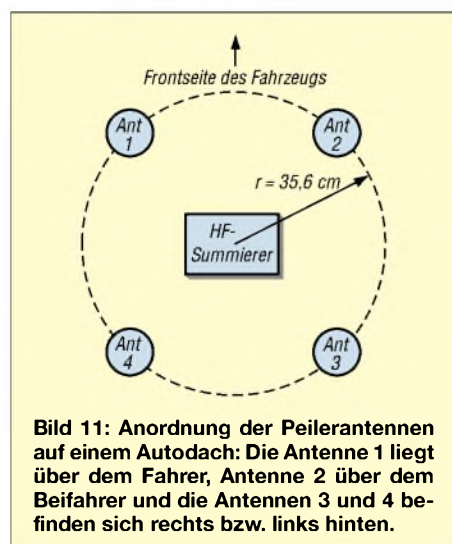 Frontseite des Fahrzeugs
Ant
1
Ant
2
r = 35,6 cm
HF-
Summierer
Ant
4
Ant
3
Bild 11: Anordnung der Peilerantennen
auf einem Autodach: Die Antenne 1 liegt
über dem Fahrer, Antenne 2 über dem
Beifahrer und die Antennen 3 und 4 be-
finden sich rechts bzw. links hinten.